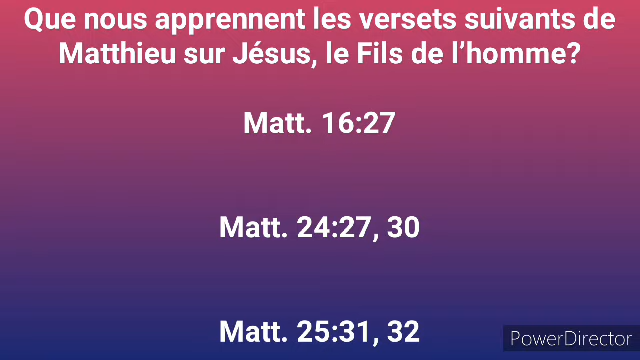 Que nous apprennent les versets suivants de
Matthieu sur Jésus, le Fils de l’homme?
Matt. 16:27
Matt. 24:27, 30
Matt. 25:31, 32
PowerDirector